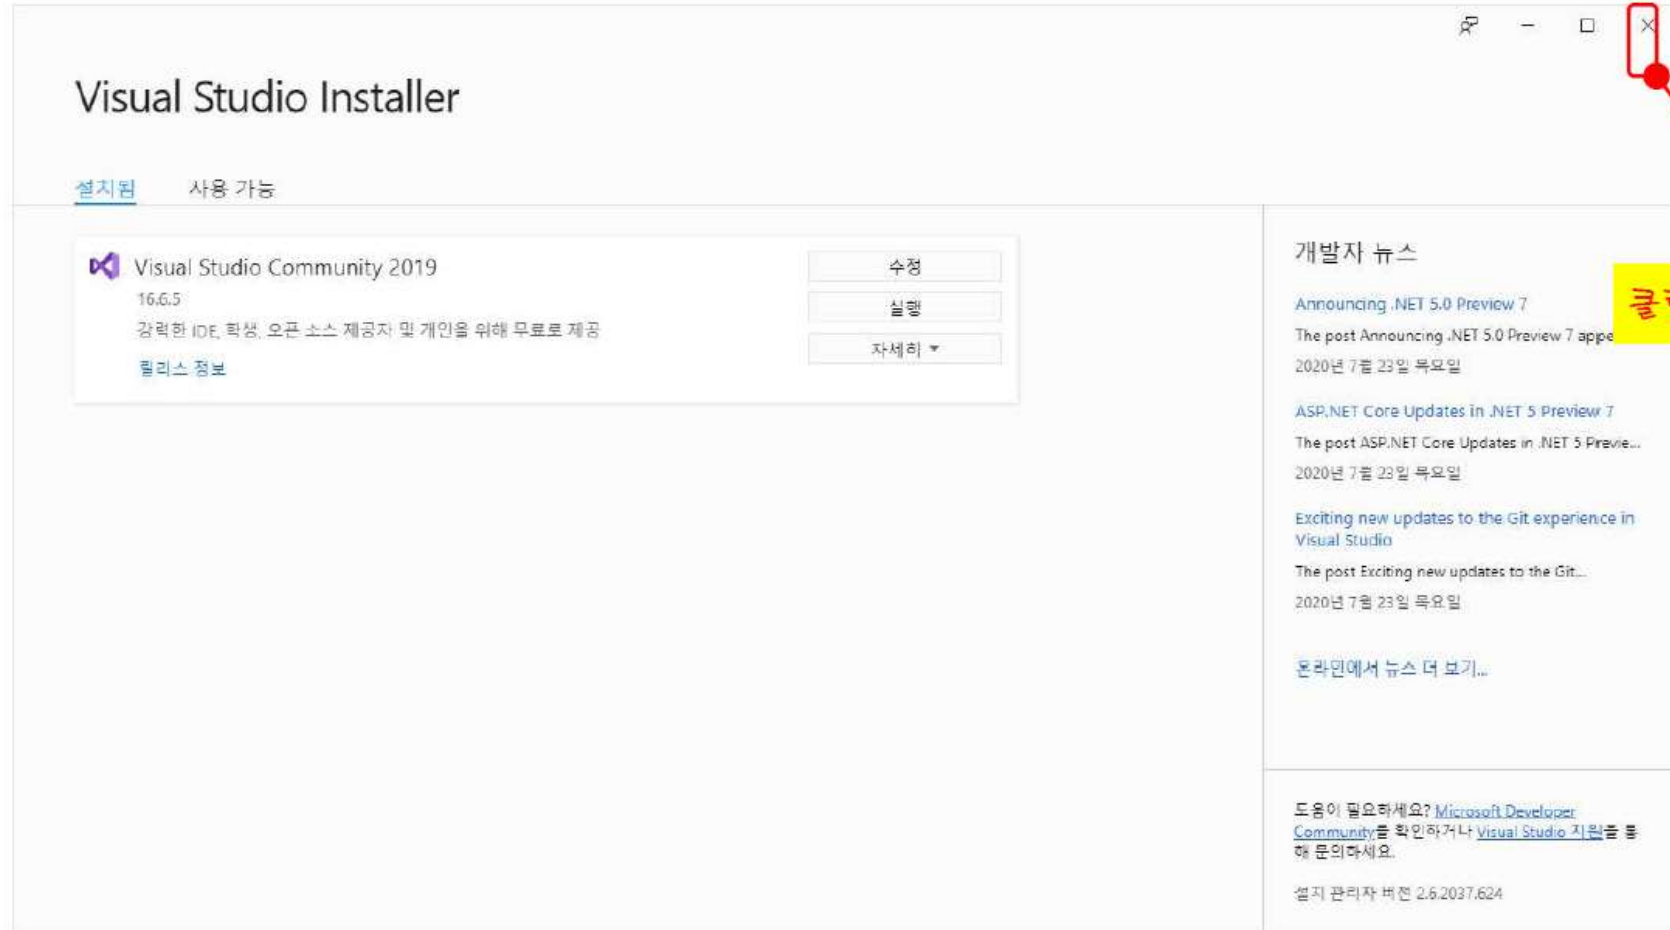 Visual Studio Installer
설치됨 사용 가능
Visual Studio Community 2019
16.6.5
강력한 IDE, 학생, 오픈 소스 제공자 및 개인을 위해 무료로 제공
릴리스 정보
수정
실행
자세히
개발자 뉴스
Announcing .NET 5.0 Preview 7
The post Announcing .NET 5.0 Preview 7 appe
2020년 7월 23일 목요일
ASP.NET Core Updates in .NET 5 Preview 7
The post ASP.NET Core Updates in .NET 5 Previe...
2020년 7월 23일 목요일
Exciting new updates to the Git experience in
Visual Studio
The post Exciting new updates to the Git...
2020년 7월 23일 목요일
온라인에서 뉴스 더 보기...
도움이 필요하세요? Microsoft Developer
Community를 확인하거나 Visual Studio 지원을 통
해 문의하세요.
설치 관리자 버전 2.6.2037.624